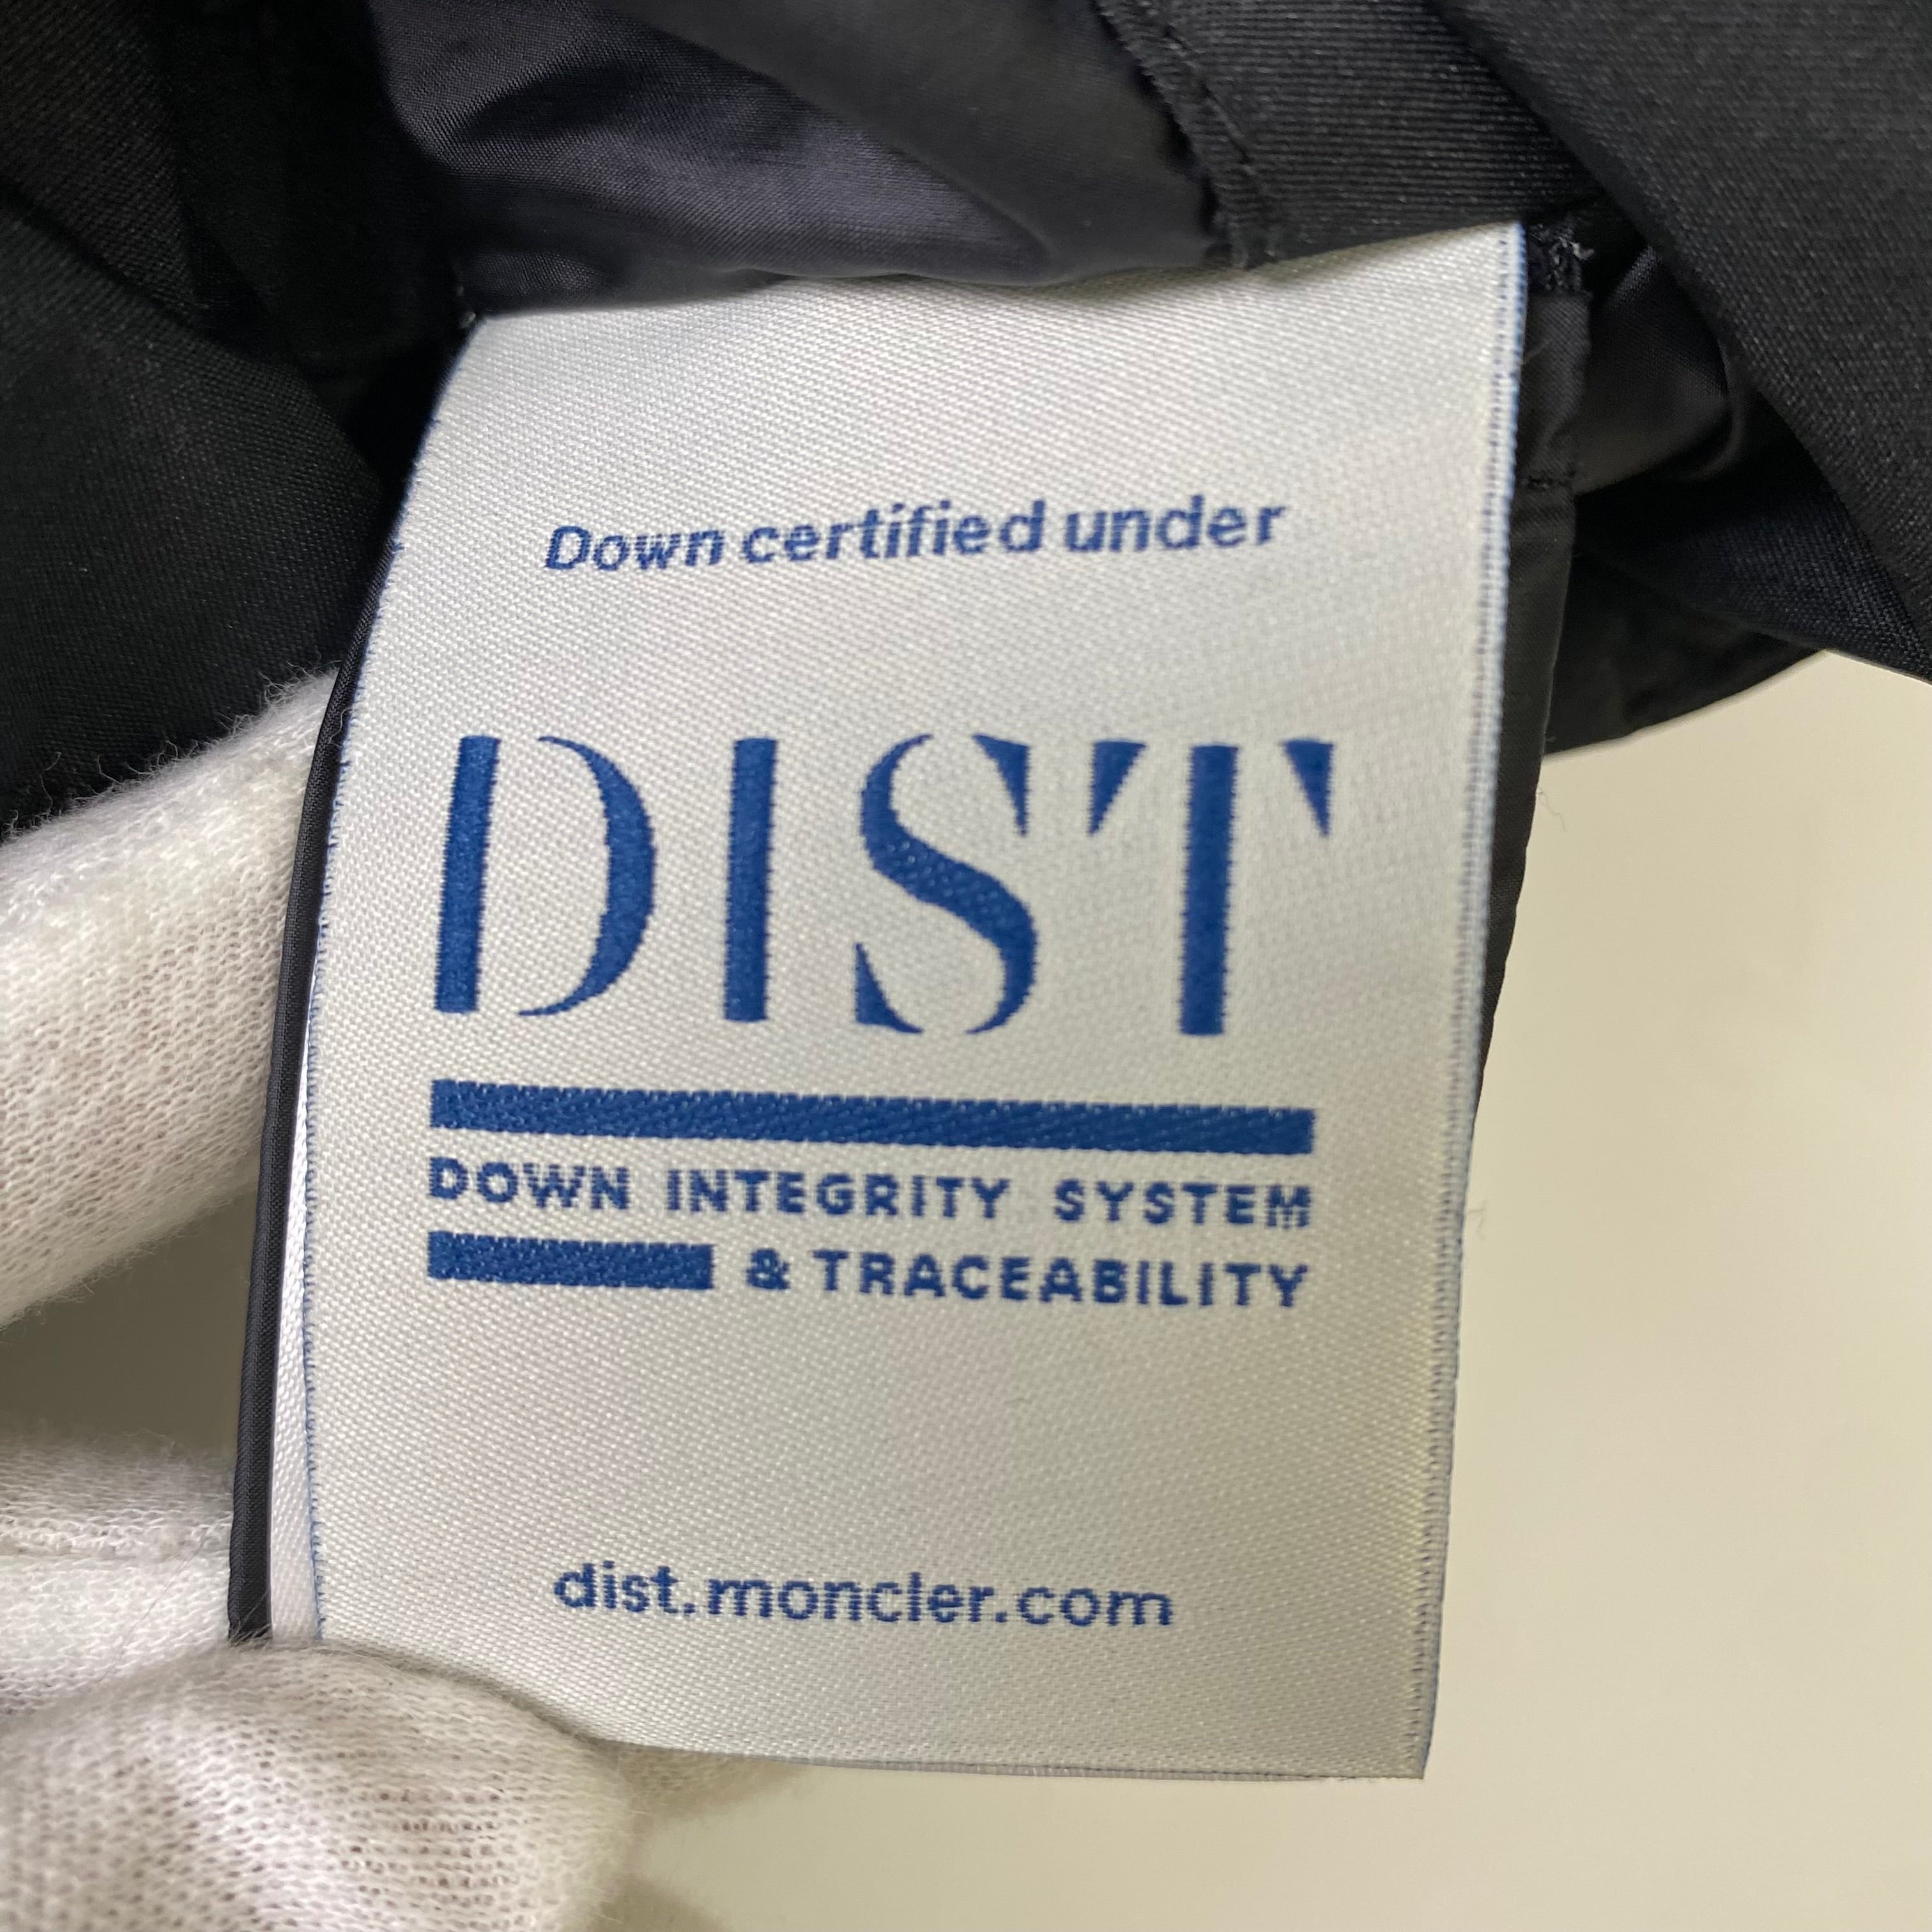 Down certified under
DIST
DOWN INTEGRITY SYSTEM
& TRACEABILITY
dist.moncler.com